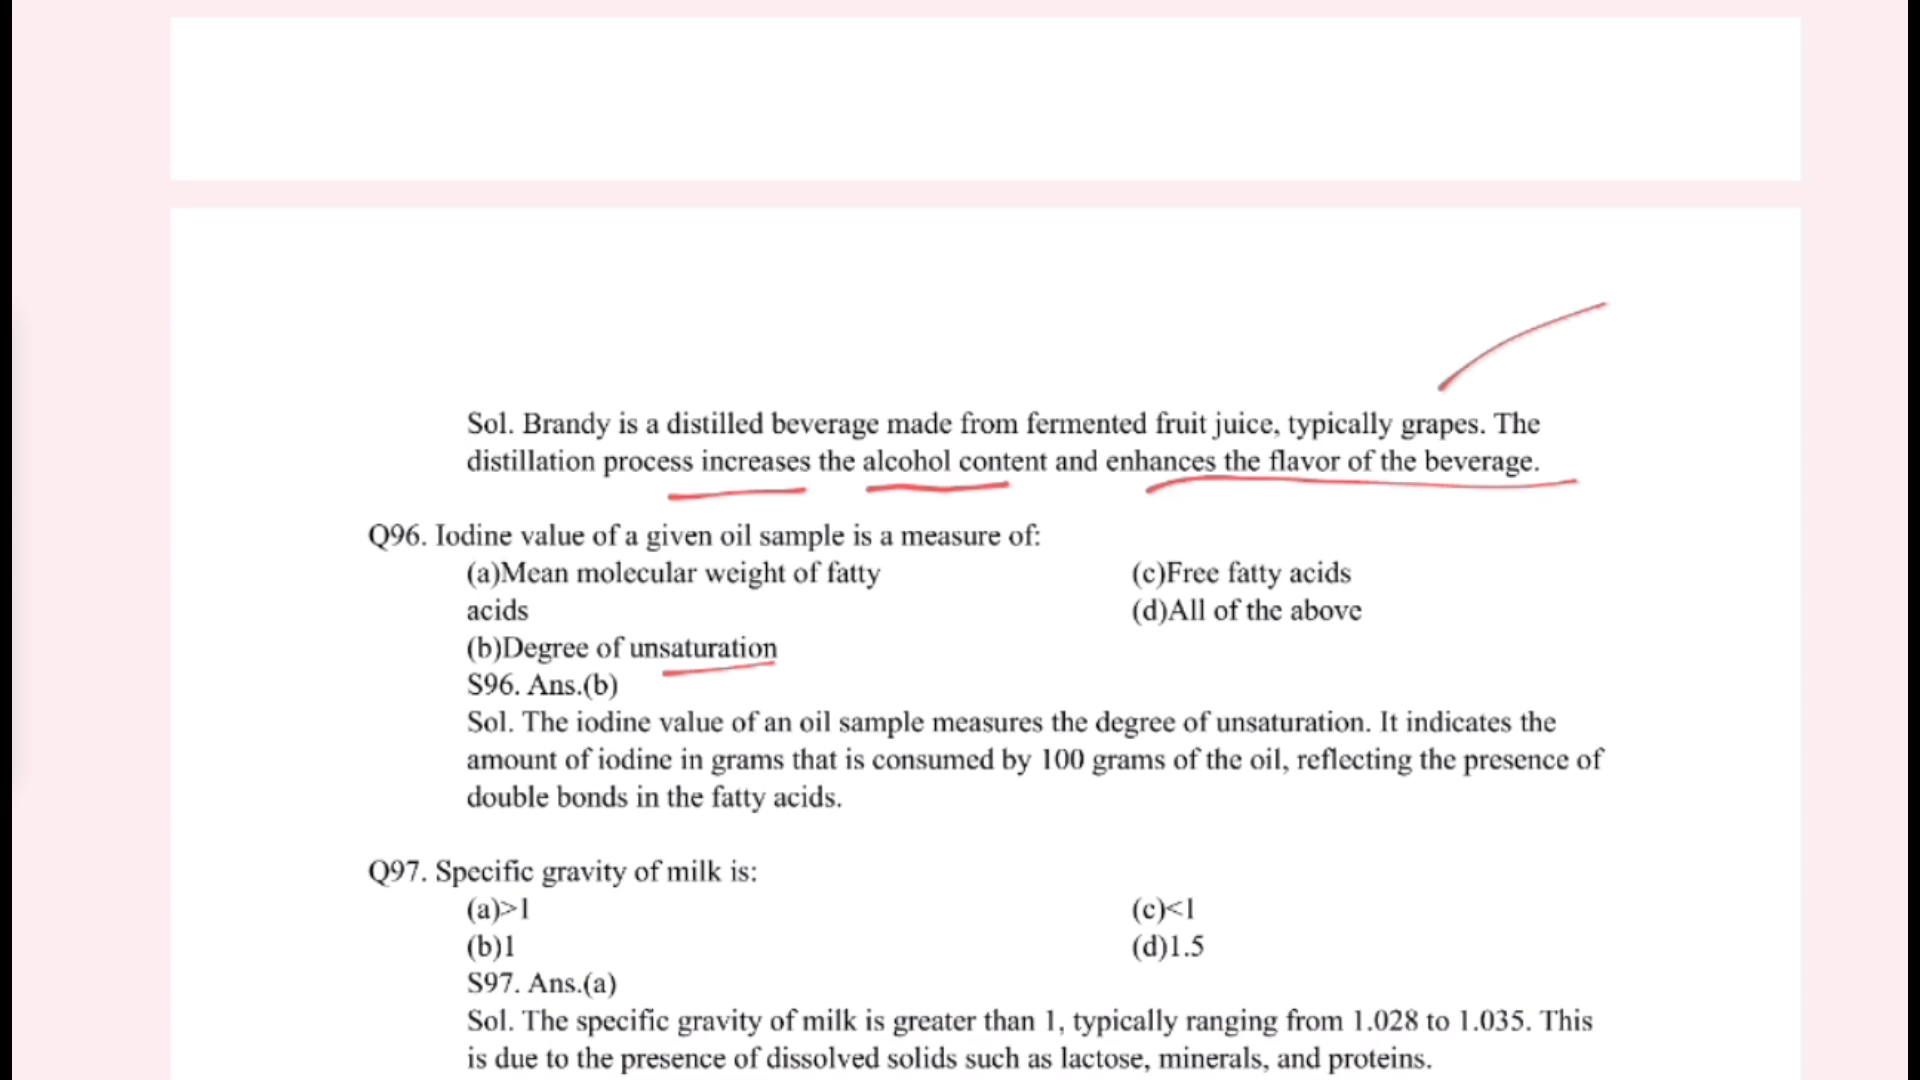 Sol. Brandy is a distilled beverage made from fermented fruit juice, typically grapes. The
distillation process increases the alcohol content and enhances the flavor of the beverage.
Q96. Iodine value of a given oil sample is a measure of:
(a)Mean molecular weight of fatty
acids
(b)Degree of unsaturation
(c)Free fatty acids
(d)All of the above
S96. Ans.(b)
Sol. The iodine value of an oil sample measures the degree of unsaturation. It indicates the
amount of iodine in grams that is consumed by 100 grams of the oil, reflecting the presence of
double bonds in the fatty acids.
Q97. Specific gravity of milk is:
(a)>1
(b)1
(c)<1
(d)1.5
S97. Ans.(a)
Sol. The specific gravity of milk is greater than 1, typically ranging from 1.028 to 1.035. This
is due to the presence of dissolved solids such as lactose, minerals, and proteins.